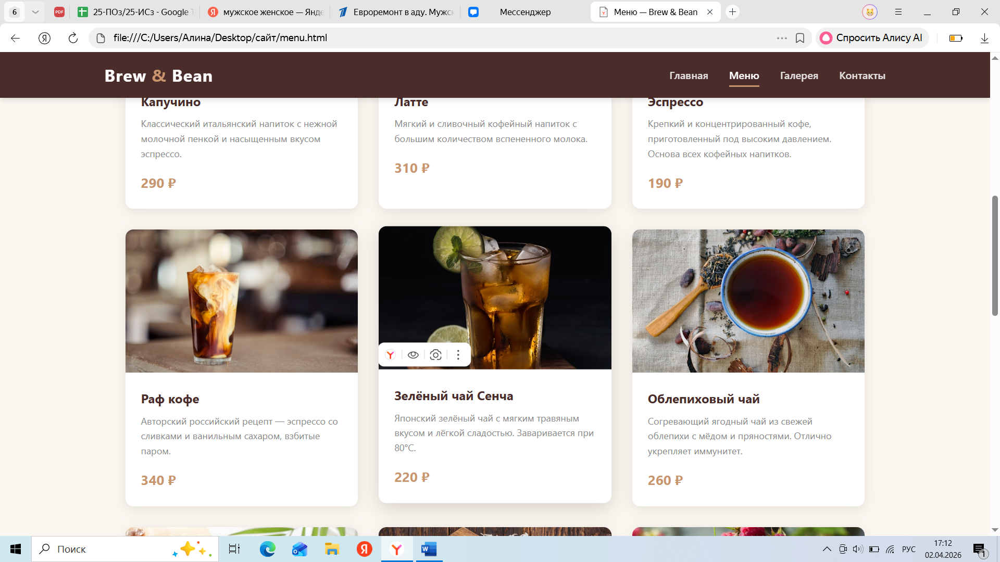 6
PDF
25-ПОз/25-ИСз - Google Т
мужское женское — Янде
Евроремонт в аду. Мужск
Мессенджер
Меню — Brew & Bean
file:///C:/Users/Алина/Desktop/сайт/menu.html
Спросить Алису AI
Brew & Bean
Главная
Меню
Галерея
Контакты
Капучино
Классический итальянский напиток с нежной
молочной пенкой и насыщенным вкусом
эспрессо.
290 ₽
Латте
Мягкий и сливочный кофейный напиток с
большим количеством вспененного молока.
310 ₽
Эспрессо
Крепкий и концентрированный кофе,
приготовленный под высоким давлением.
Основа всех кофейных напитков.
190 ₽
Раф кофе
Авторский российский рецепт — эспрессо со
сливками и ванильным сахаром, взбитые
паром.
340 ₽
Зелёный чай Сенча
Японский зелёный чай с мягким травяным
вкусом и лёгкой сладостью. Заваривается при
80°C.
220 ₽
Облепиховый чай
Согревающий ягодный чай из свежей
облепихи с мёдом и пряностями. Отлично
укрепляет иммунитет.
260 ₽
Поиск
РУС
17:12
02.04.2026
1